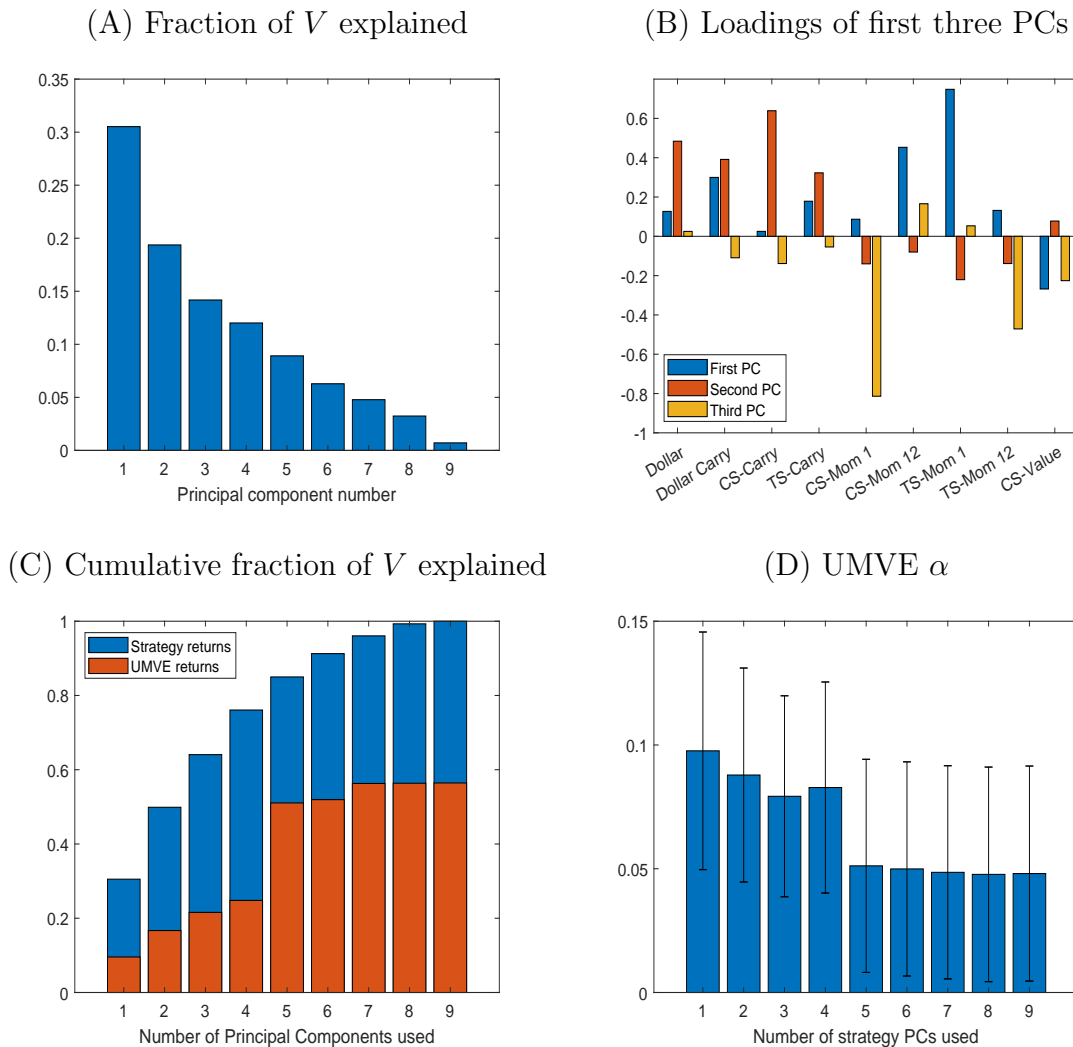 (A) Fraction of V explained
0.35
0.3
0.25
0.2
0.15
0.1
0.05
0
1 2 3 4 5 6 7 8 9
Principal component number
(B) Loadings of first three PCs
0.6
0.4
0.2
0
-0.2
-0.4
-0.6
-0.8
-1
First PC
Second PC
Third PC
Dollar
Dollar Carry
CS-Carry
TS-Carry
CS-Mom 1
CS-Mom 12
TS-Mom 1
TS-Mom 12
CS-Value
(C) Cumulative fraction of V explained
1
0.8
0.6
0.4
0.2
0
Strategy returns
UMVE returns
1 2 3 4 5 6 7 8 9
Number of Principal Components used
(D) UMVE α
0.15
0.1
0.05
0
1 2 3 4 5 6 7 8 9
Number of strategy PCs used